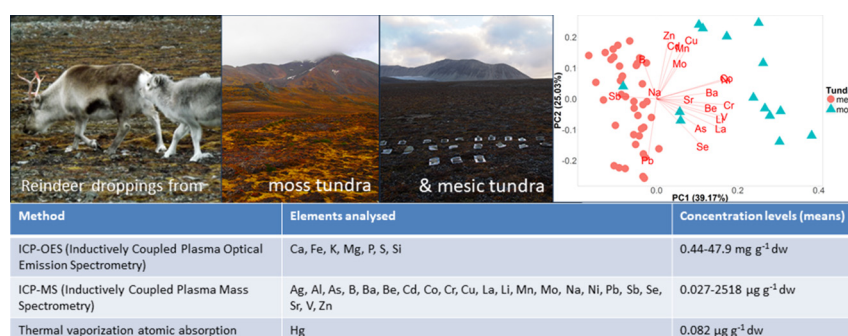 Reindeer droppings from
moss tundra
& mesic tundra
0.2
0.1
0.0
-0.1
-0.2
PC2 (25.03%)
Zn
Cu
Cd
Mn
Mo
B
Na
Sb
Co
Ba
Sr
Be
Cr
V
Li
As
La
Se
Pb
0.0
0.2
0.4
PC1 (39.17%)
Tund
me
mo
Method
Elements analysed
Concentration levels (means)
ICP-OES (Inductively Coupled Plasma Optical
Emission Spectrometry)
Ca, Fe, K, Mg, P, S, Si
0.44-47.9 mg g-1 dw
ICP-MS (Inductively Coupled Plasma Mass
Spectrometry)
Ag, Al, As, B, Ba, Be, Cd, Co, Cr, Cu, La, Li, Mn, Mo, Na, Ni, Pb, Sb, Se,
Sr, V, Zn
0.027-2518 µg g-1 dw
Thermal vaporization atomic absorption
Hg
0.082 µg g-1 dw